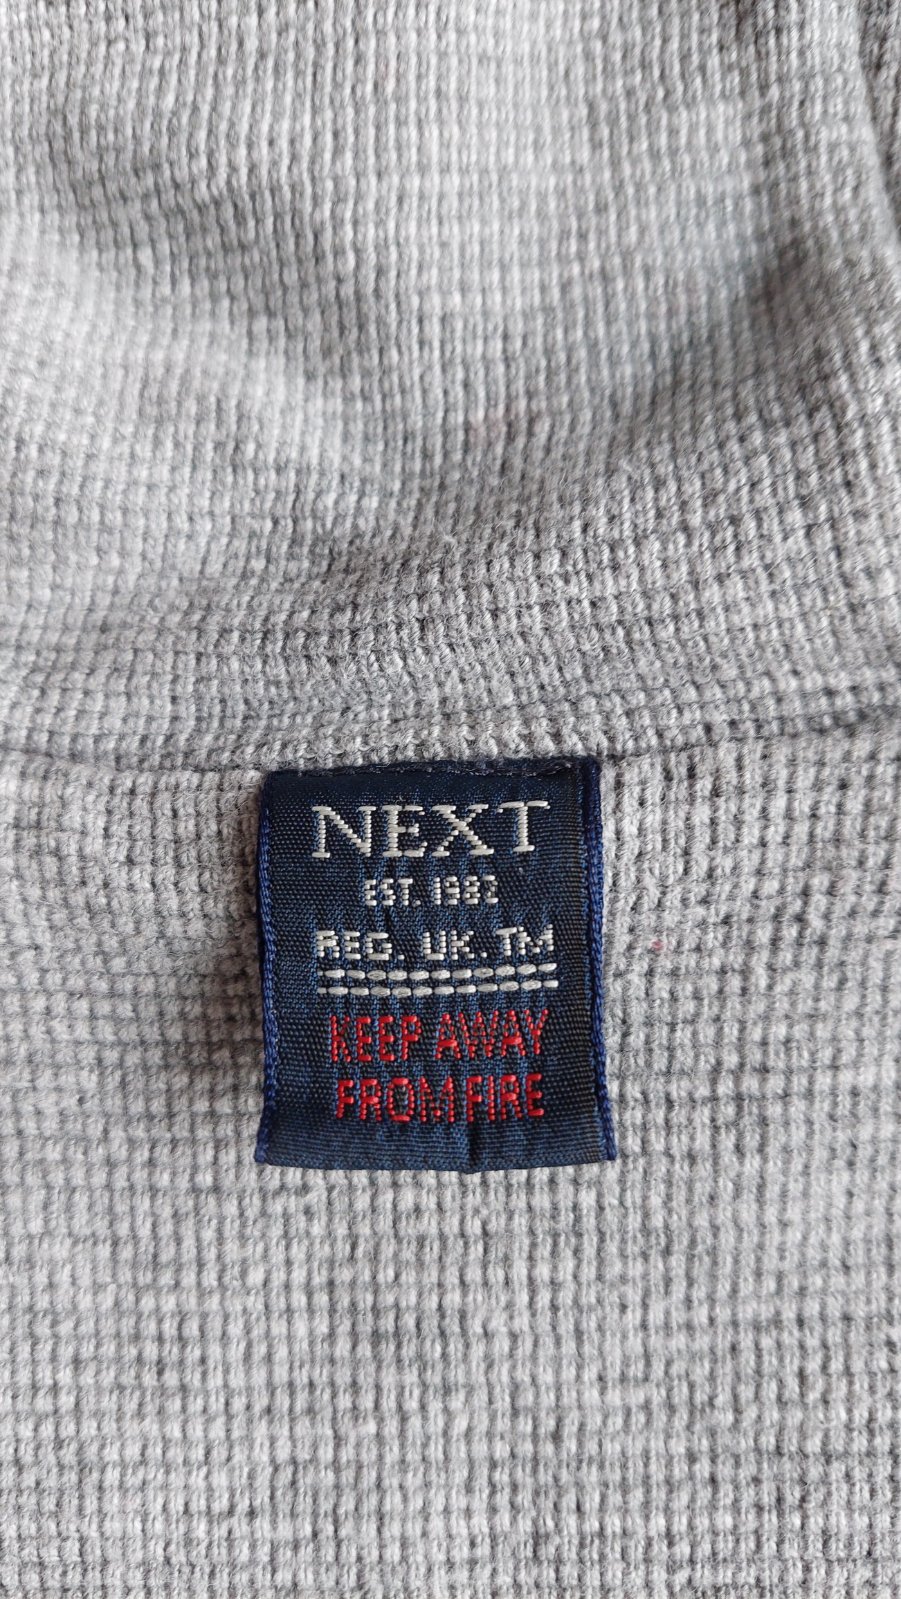 NEXT
EST. 1982
REG. UK. TM
KEEP AWAY
FROM FIRE